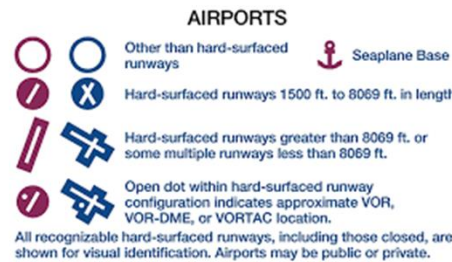 AIRPORTS
Other than hard-surfaced
runways
Seaplane Base
Hard-surfaced runways 1500 ft. to 8069 ft. in length
Hard-surfaced runways greater than 8069 ft. or
some multiple runways less than 8069 ft.
Open dot within hard-surfaced runway
configuration indicates approximate VOR,
VOR-DME, or VORTAC location.
All recognizable hard-surfaced runways, including those closed, are
shown for visual identification. Airports may be public or private.